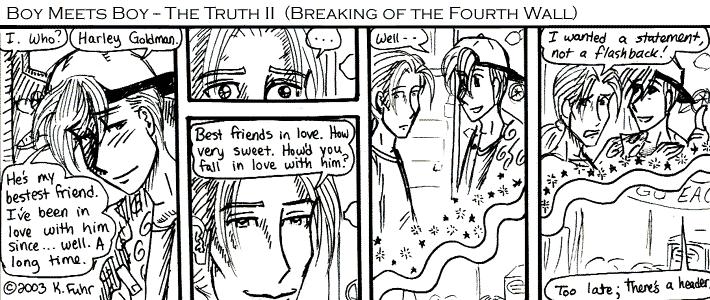 BOY MEETS BOY – THE TRUTH II (BREAKING OF THE FOURTH WALL)
I. Who?
Harley Goldman.
He's my
bestest friend.
I've been in
love with him
since... well. A
long time.
©2003 K. Fuhr
...
Best friends in love. How
very sweet. How'd you
fall in love with him?
Well--
I wanted a statement,
not a flashback!
GO EAG
Too late; there's a header.